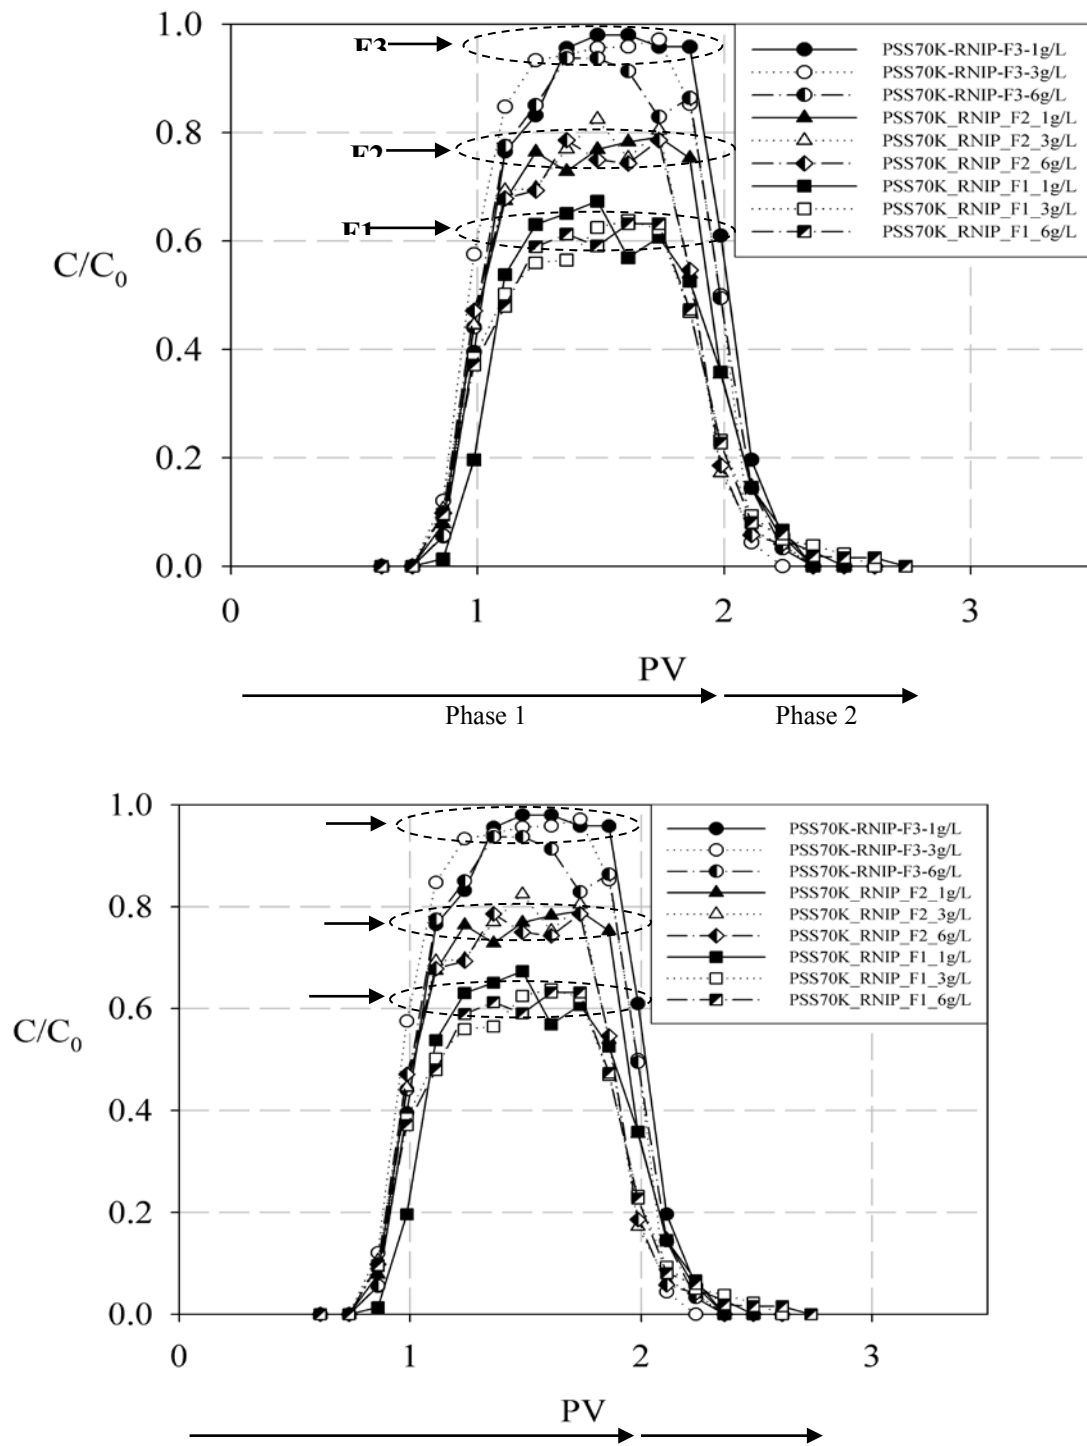 1.0
F3
PSS70K-RNIP-F3-1g/L
PSS70K-RNIP-F3-3g/L
PSS70K-RNIP-F3-6g/L
PSS70K_RNIP_F2_1g/L
PSS70K_RNIP_F2_3g/L
PSS70K_RNIP_F2_6g/L
PSS70K_RNIP_F1_1g/L
PSS70K_RNIP_F1_3g/L
PSS70K_RNIP_F1_6g/L
0.8
F2
F1
0.6
C/C0
0.4
0.2
0.0
0 1 2 3
PV
Phase 1 Phase 2
1.0
PSS70K-RNIP-F3-1g/L
PSS70K-RNIP-F3-3g/L
PSS70K-RNIP-F3-6g/L
PSS70K_RNIP_F2_1g/L
PSS70K_RNIP_F2_3g/L
PSS70K_RNIP_F2_6g/L
PSS70K_RNIP_F1_1g/L
PSS70K_RNIP_F1_3g/L
PSS70K_RNIP_F1_6g/L
0.8
0.6
C/C0
0.4
0.2
0.0
0 1 2 3
PV